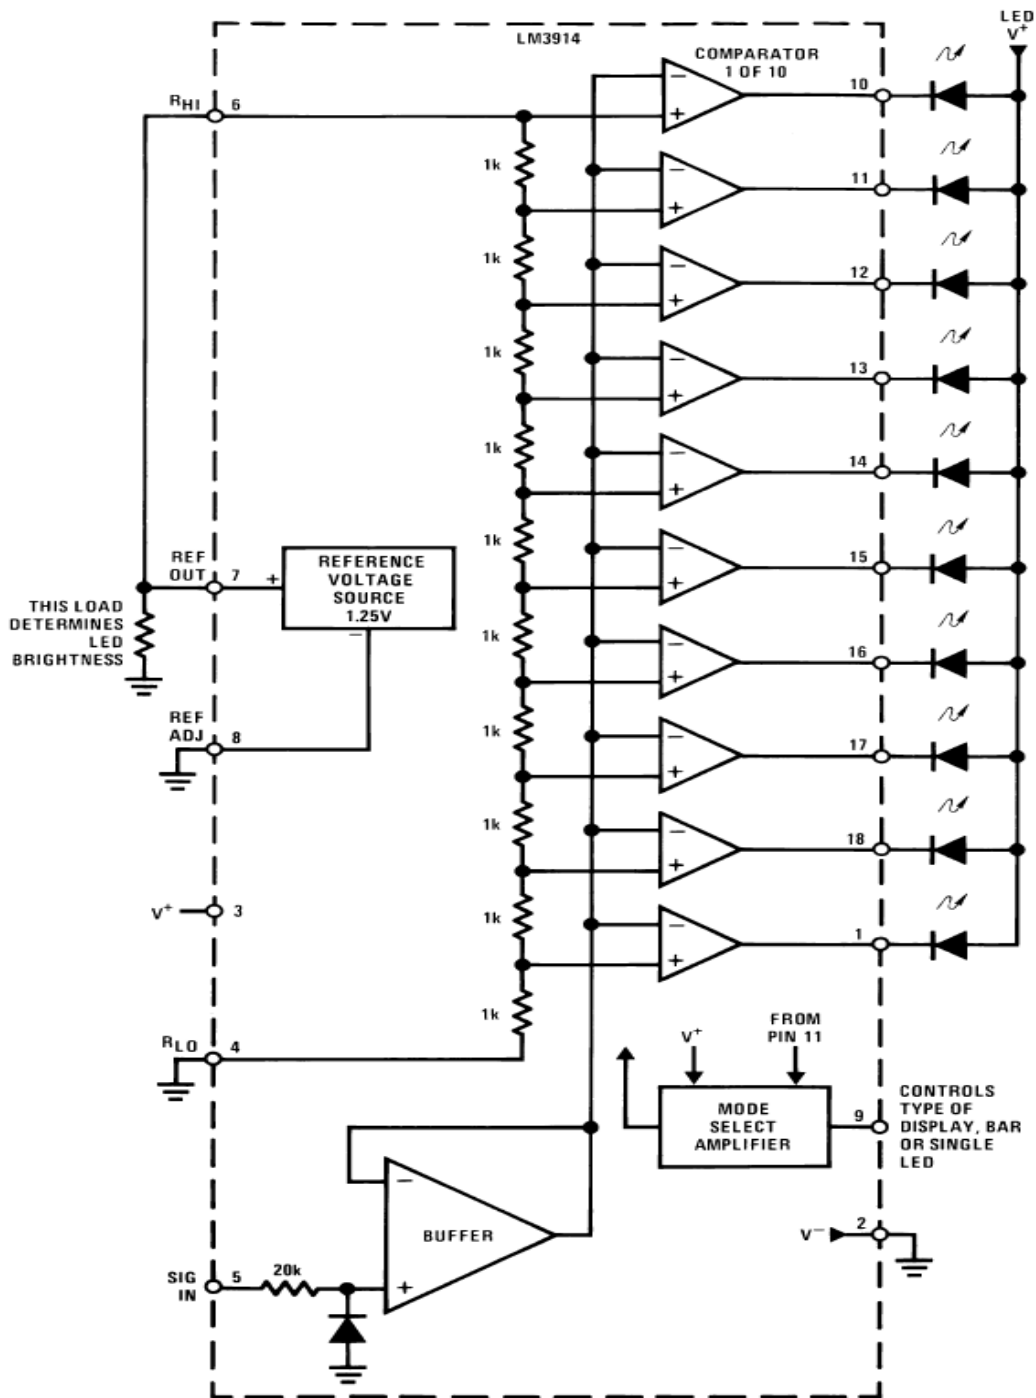 LED
V+
LM3914
COMPARATOR
1 OF 10
10
RHI
6
1k
11
1k
12
1k
13
1k
14
1k
15
REF
OUT
7
+
REFERENCE
VOLTAGE
SOURCE
1.25V
−
THIS LOAD
DETERMINES
LED
BRIGHTNESS
1k
16
REF
ADJ
8
1k
17
1k
18
V+
3
1k
1
1k
RLO
4
V+
FROM
PIN 11
MODE
SELECT
AMPLIFIER
9
CONTROLS
TYPE OF
DISPLAY, BAR
OR SINGLE
LED
−
BUFFER
+
V−
2
SIG
IN
5
20k
− +
− +
− +
− +
− +
− +
− +
− +
− +
− +